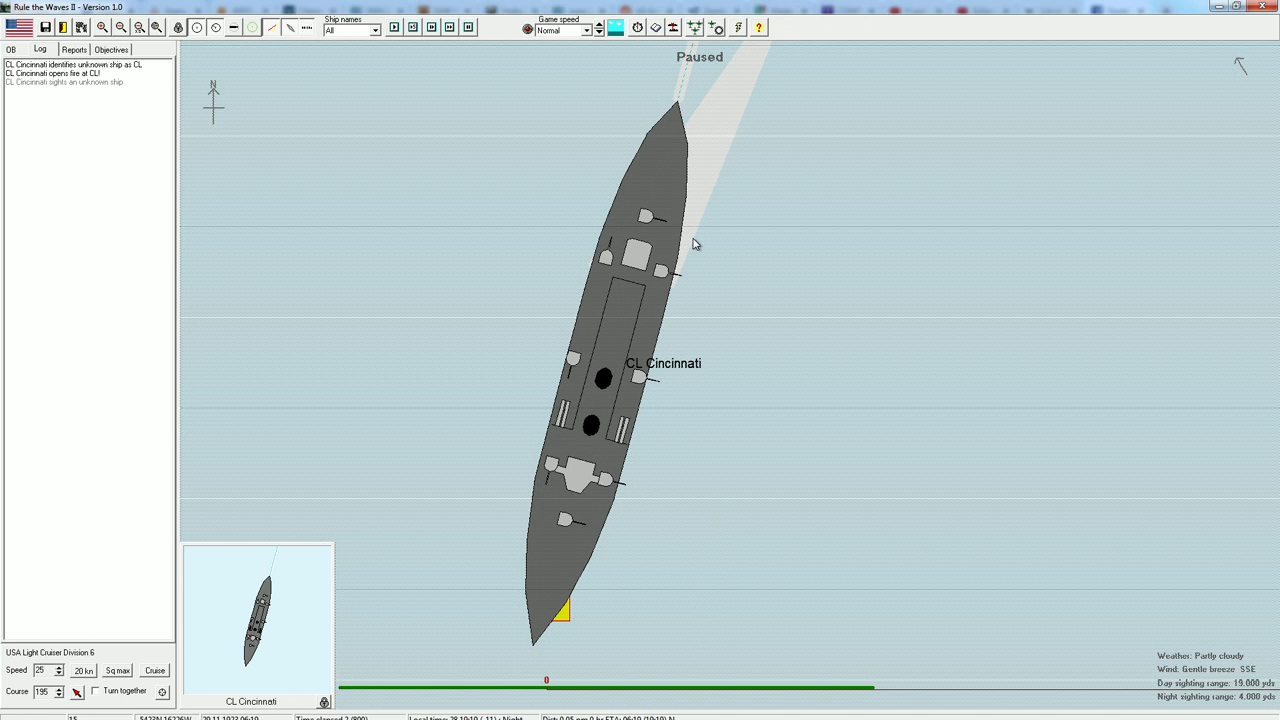 Rule the Waves II - Version 1.0
Ship names
All
Game speed
Normal
OB
Log
Reports
Objectives
CL Cincinnati identifies unknown ship as CL
CL Cincinnati opens fire at CL!
CL Cincinnati sights an unknown ship
Paused
N
CL Cincinnati
USA Light Cruiser Division 6
Speed
25
20 kn
Sq max
Cruise
Course
195
Turn together
CL Cincinnati
0
Weather: Partly cloudy
Wind: Gentle breeze SSE
Day sighting range: 19.000 yds
Night sighting range: 4.000 yds
15